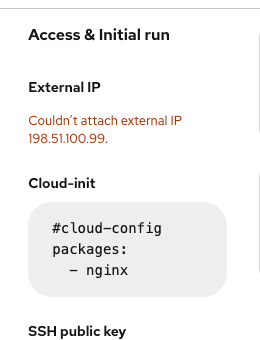 Access & Initial run
External IP
Couldn't attach external IP
198.51.100.99.
Cloud-init
#cloud-config
packages:
  - nginx
SSH public key